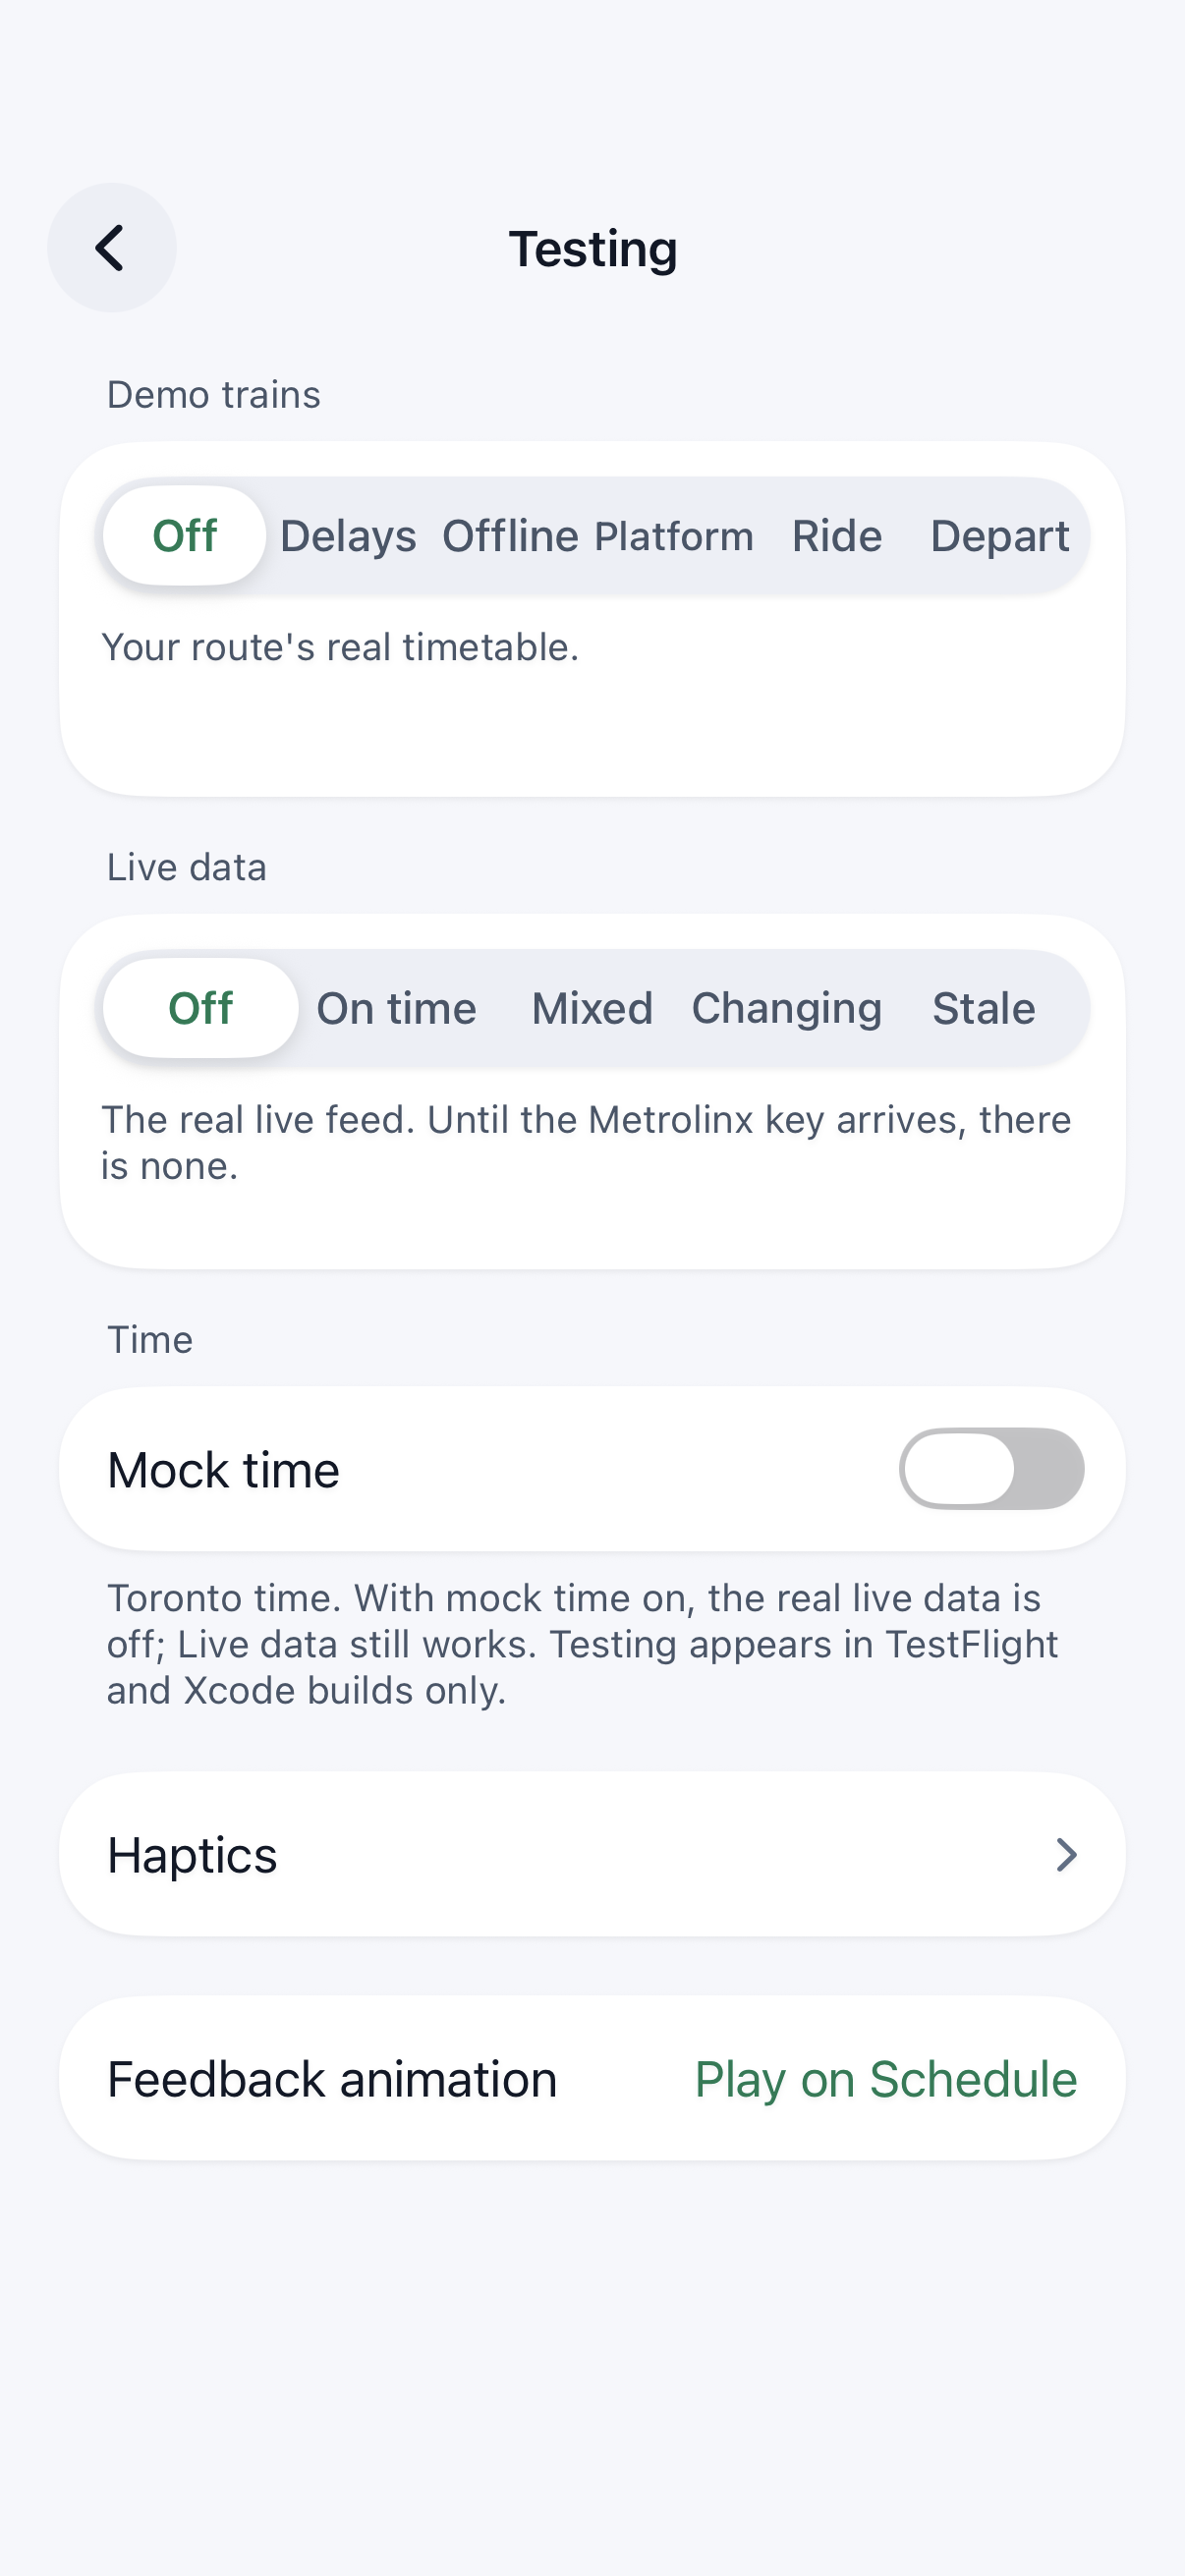 Testing
Demo trains
Off Delays Offline Platform Ride Depart
Your route's real timetable.
Live data
Off On time Mixed Changing Stale
The real live feed. Until the Metrolinx key arrives, there
is none.
Time
Mock time
Toronto time. With mock time on, the real live data is
off; Live data still works. Testing appears in TestFlight
and Xcode builds only.
Haptics
Feedback animation Play on Schedule